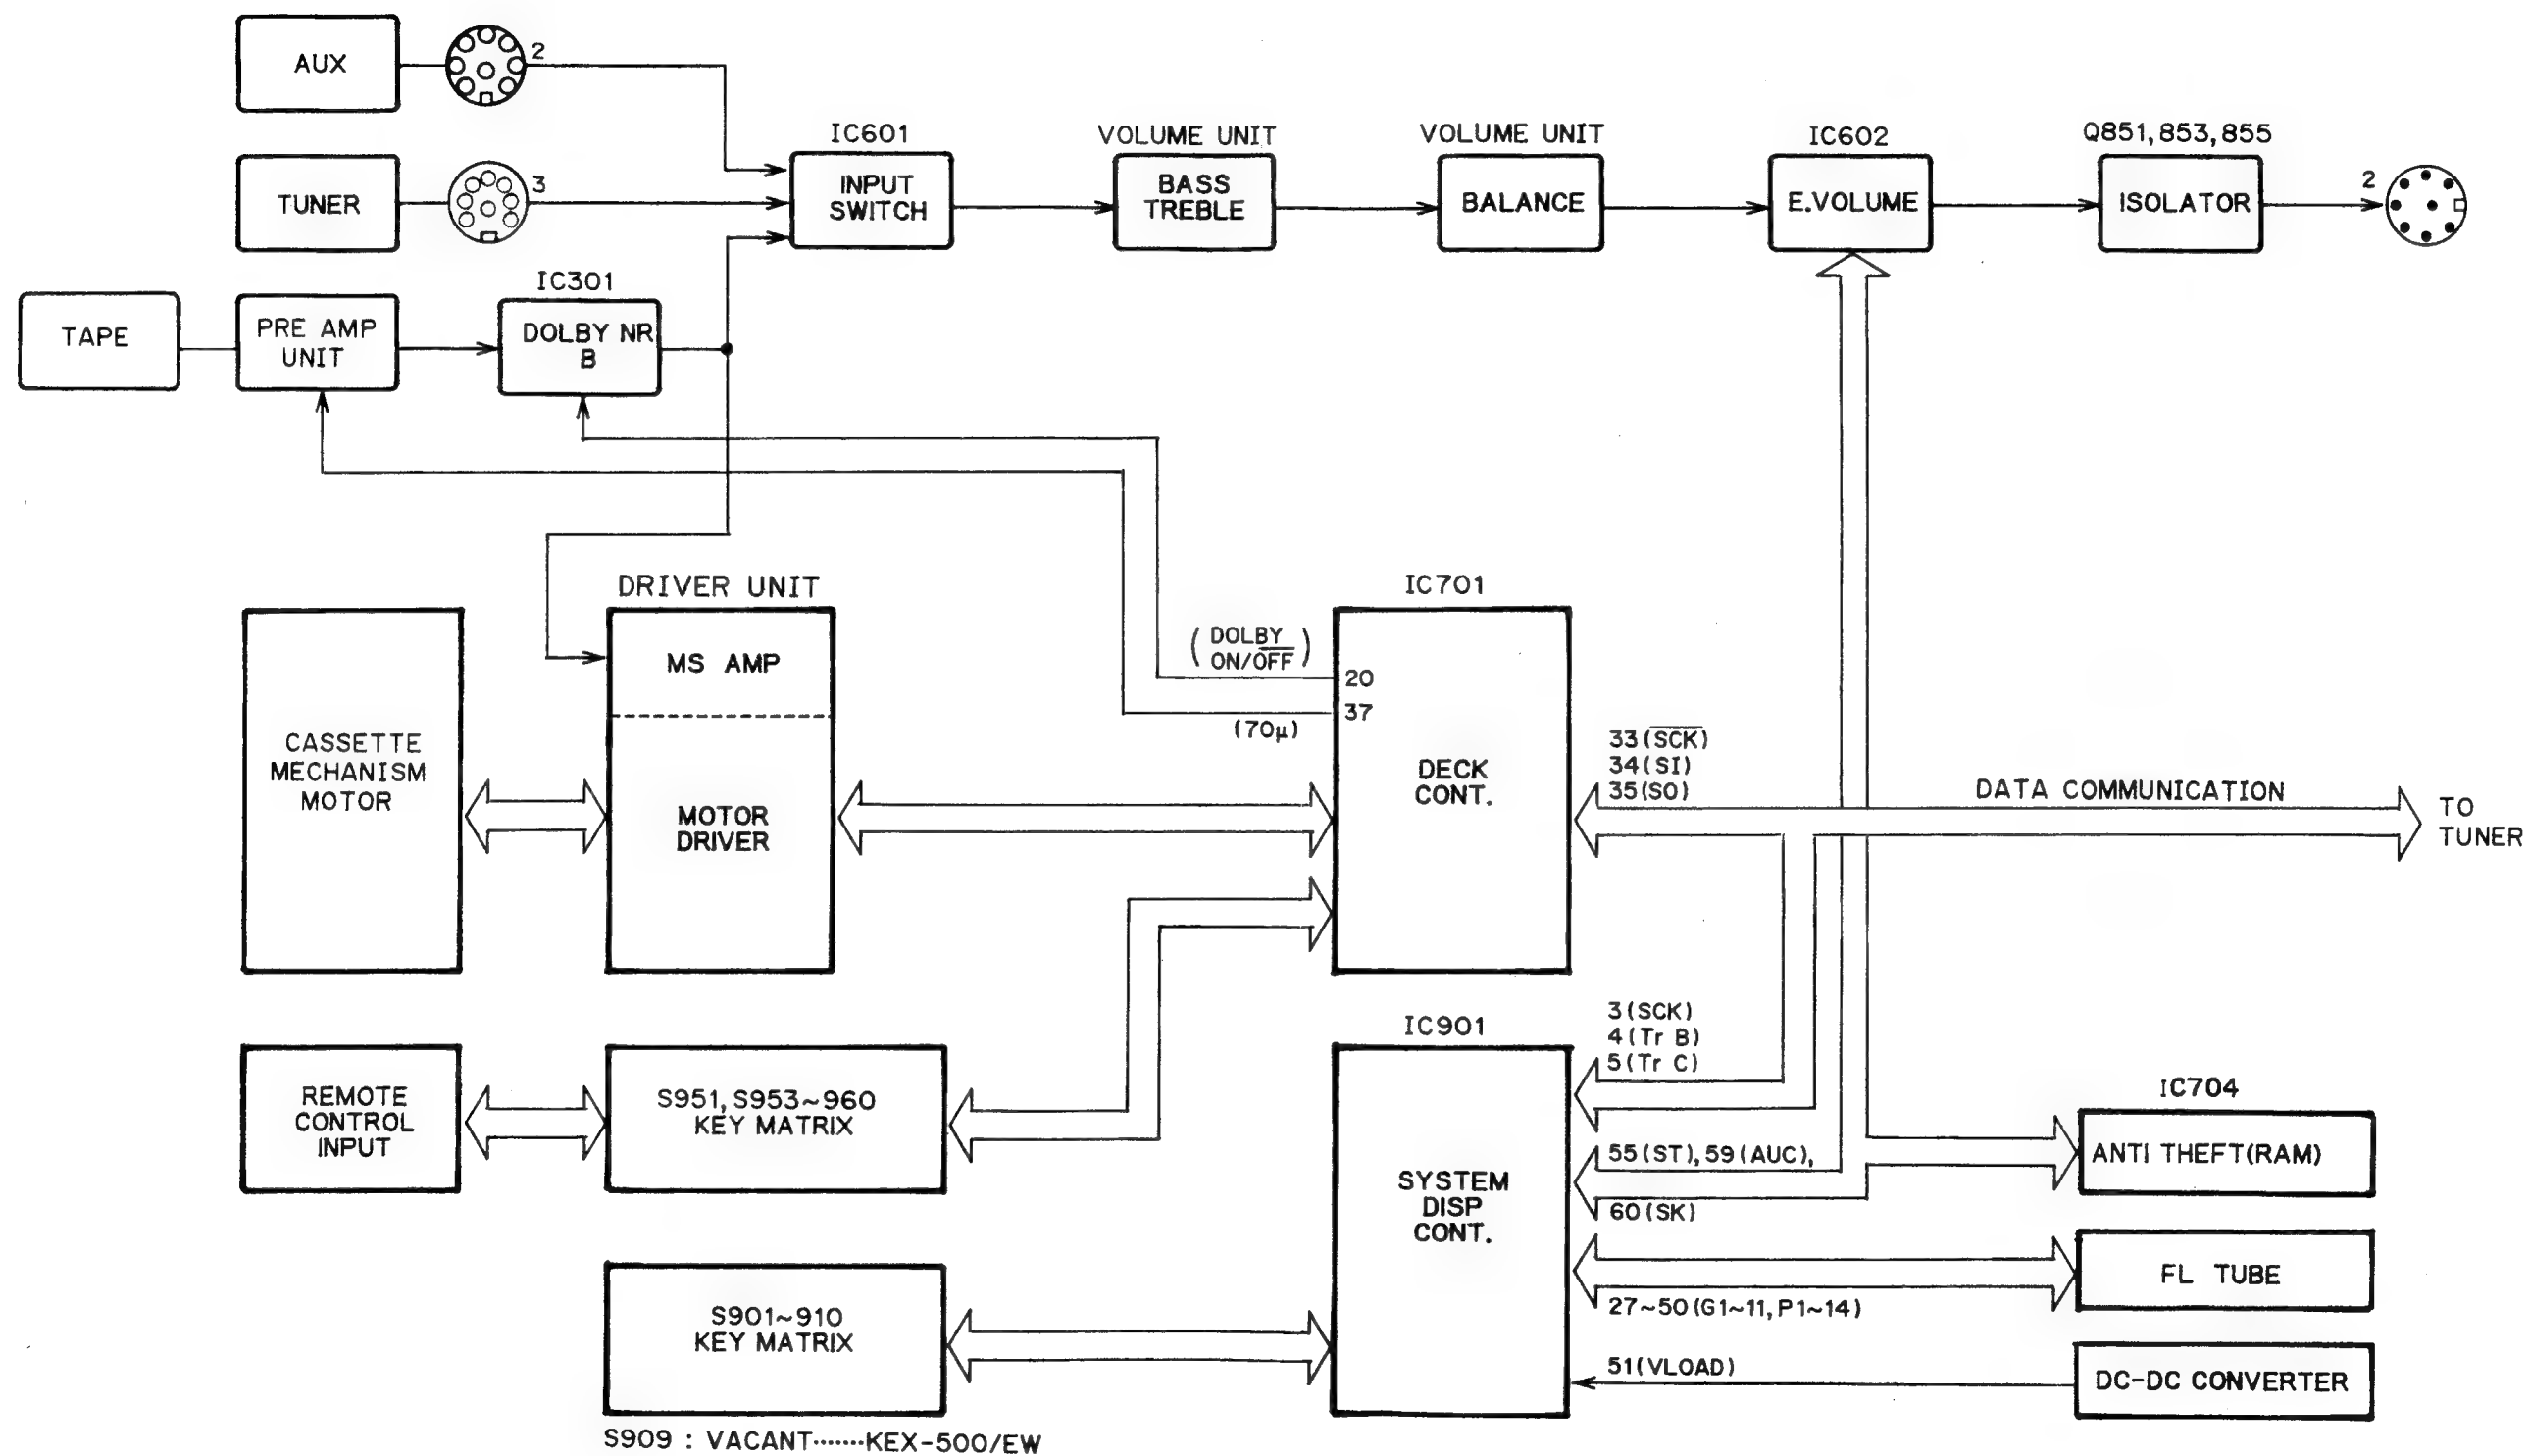 AUX
2
IC601
VOLUME UNIT
VOLUME UNIT
IC602
Q851,853,855
TUNER
3
INPUT
SWITCH
BASS
TREBLE
BALANCE
E.VOLUME
ISOLATOR
2
TAPE
PRE AMP
UNIT
IC301
DOLBY NR
B
DRIVER UNIT
IC701
CASSETTE
MECHANISM
MOTOR
MS AMP
MOTOR
DRIVER
(DOLBY
ON/O̅F̅F̅)
20
37
(70μ)
DECK
CONT.
33(S̅C̅K̅)
34(SI)
35(SO)
DATA COMMUNICATION
TO
TUNER
REMOTE
CONTROL
INPUT
S951,S953~960
KEY MATRIX
IC901
3(SCK)
4(Tr B)
5(Tr C)
IC704
ANTI THEFT(RAM)
SYSTEM
DISP
CONT.
55(ST),59(AUC),
60(SK)
FL TUBE
27~50(G1~11,P1~14)
S901~910
KEY MATRIX
51(VLOAD)
DC-DC CONVERTER
S909 : VACANT·······KEX-500/EW